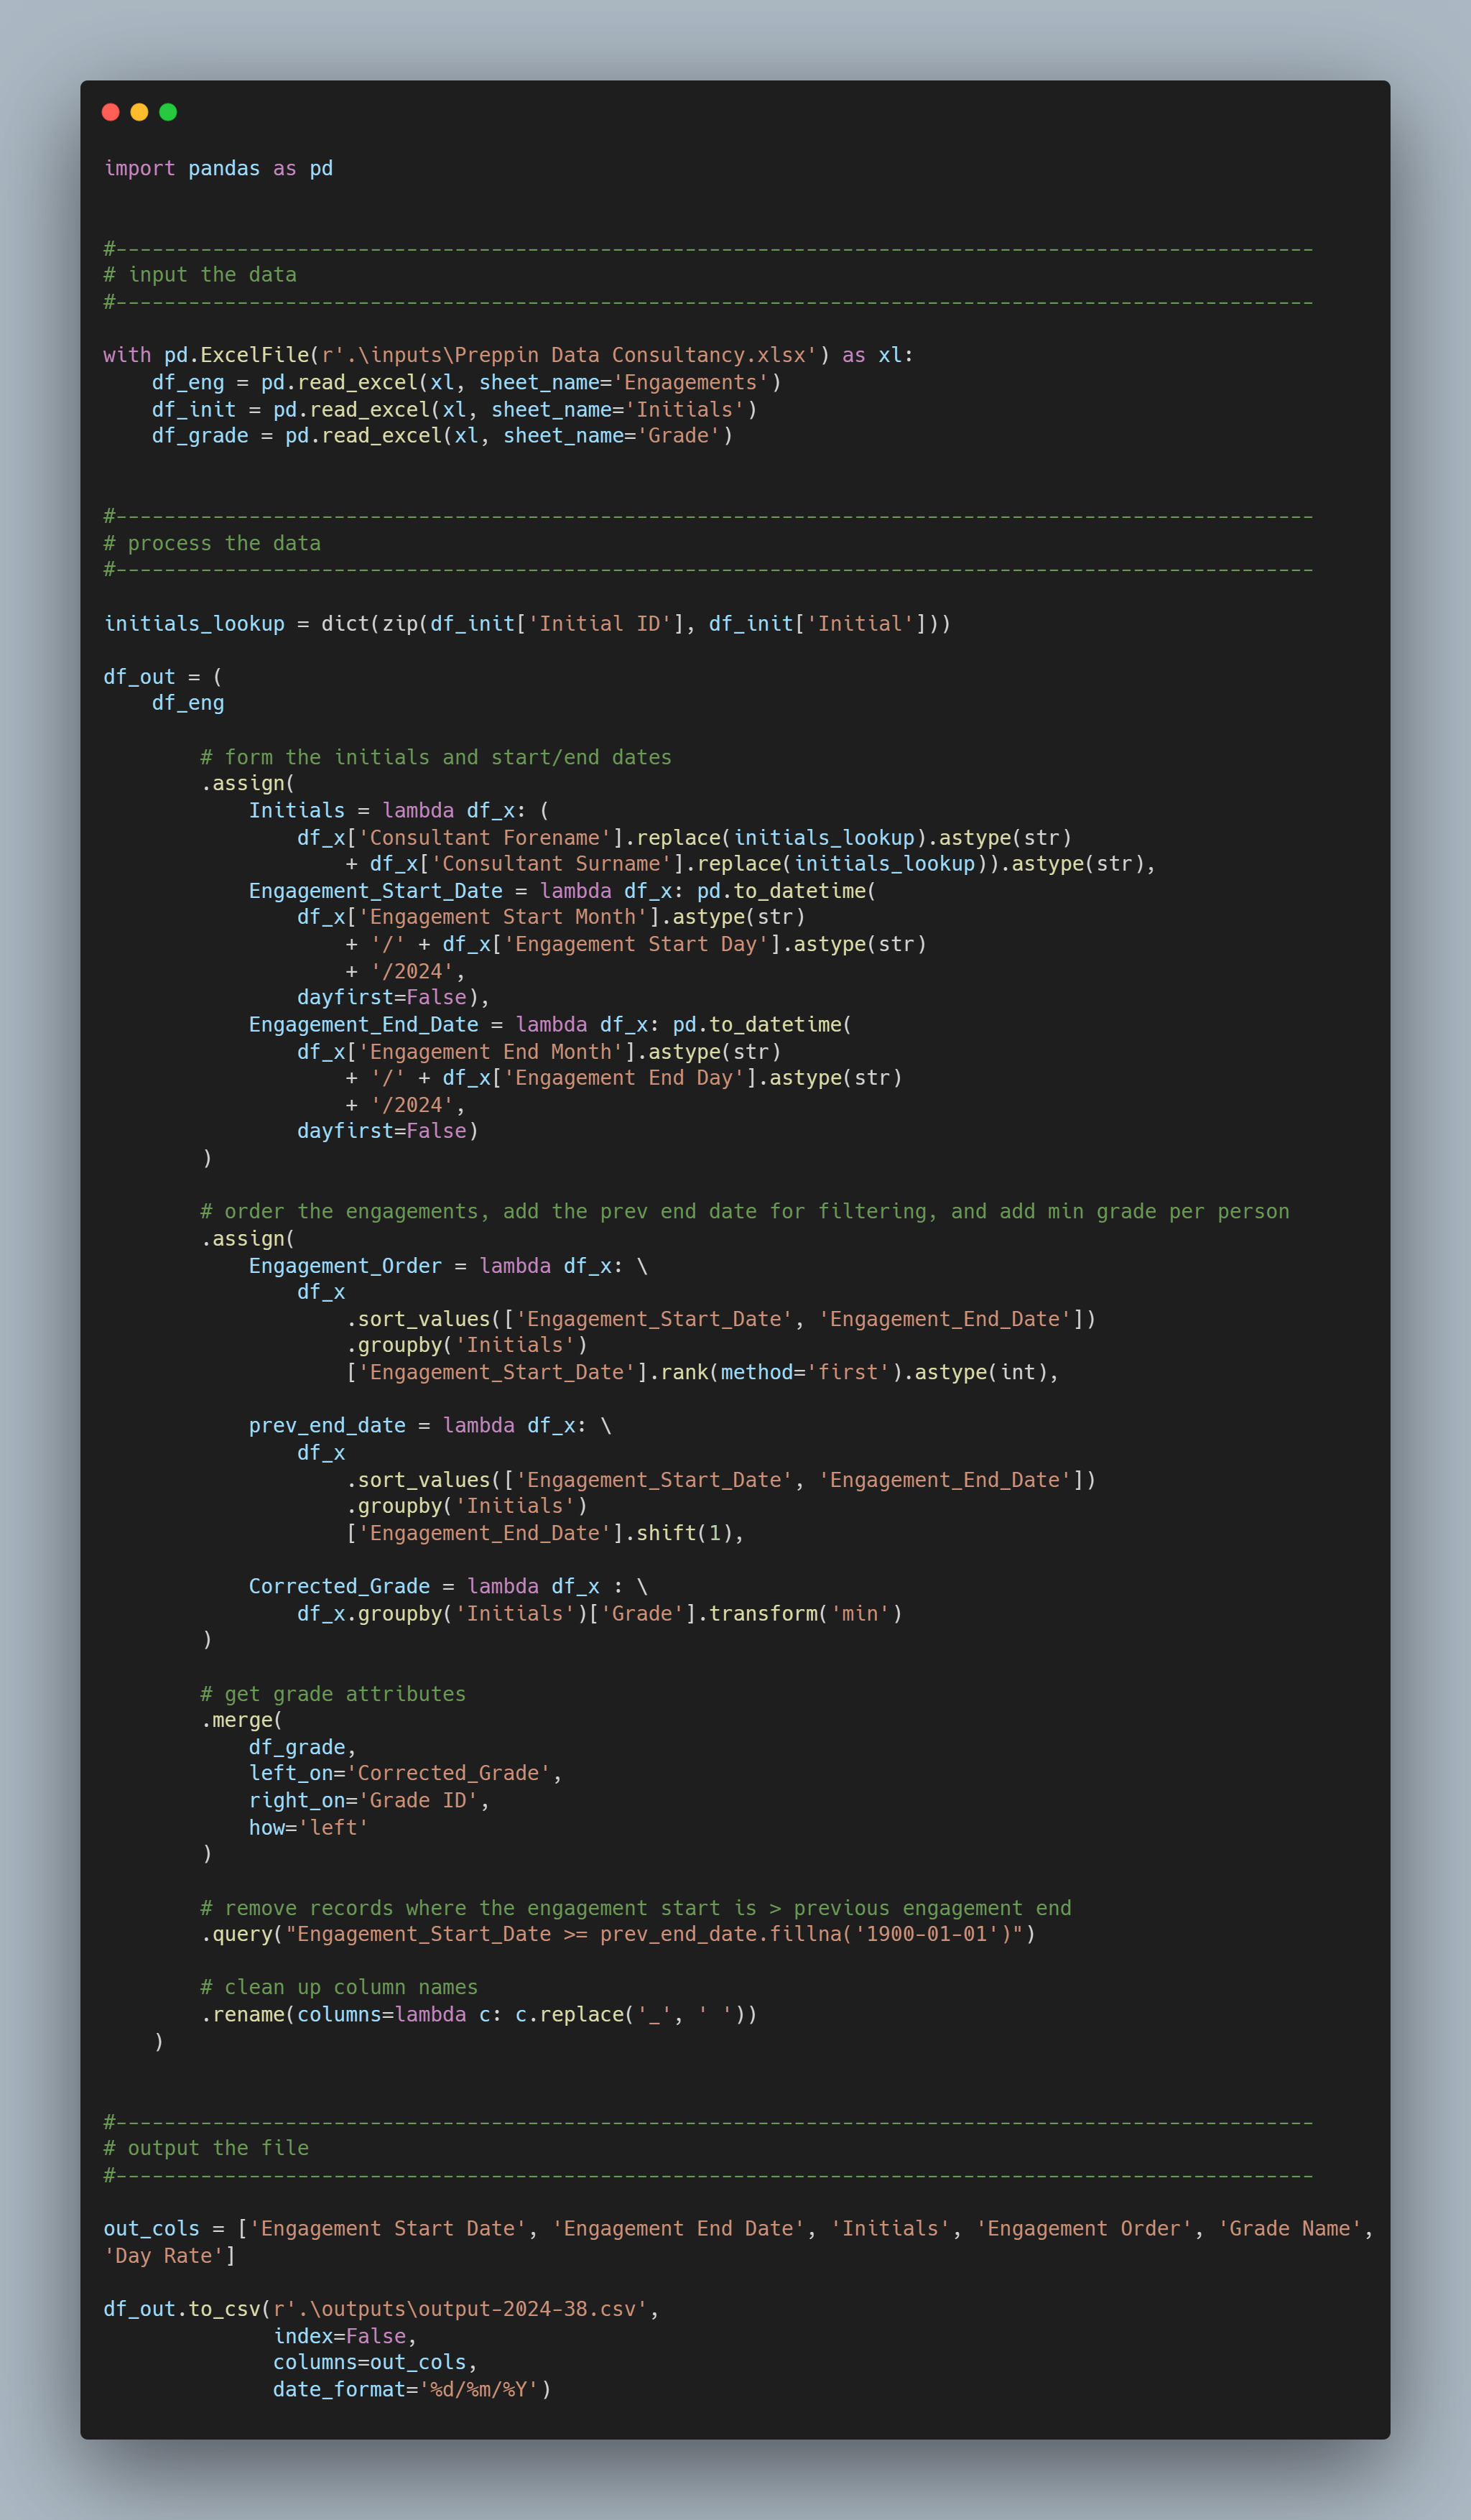 import pandas as pd
#---------------------------------------------------------------------------------------------------
# input the data
#---------------------------------------------------------------------------------------------------
with pd.ExcelFile(r'.\inputs\Preppin Data Consultancy.xlsx') as xl:
    df_eng = pd.read_excel(xl, sheet_name='Engagements')
    df_init = pd.read_excel(xl, sheet_name='Initials')
    df_grade = pd.read_excel(xl, sheet_name='Grade')
#---------------------------------------------------------------------------------------------------
# process the data
#---------------------------------------------------------------------------------------------------
initials_lookup = dict(zip(df_init['Initial ID'], df_init['Initial']))
df_out = (
    df_eng
        # form the initials and start/end dates
        .assign(
            Initials = lambda df_x: (
                df_x['Consultant Forename'].replace(initials_lookup).astype(str)
                    + df_x['Consultant Surname'].replace(initials_lookup)).astype(str),
            Engagement_Start_Date = lambda df_x: pd.to_datetime(
                df_x['Engagement Start Month'].astype(str)
                    + '/' + df_x['Engagement Start Day'].astype(str)
                    + '/2024',
                dayfirst=False),
            Engagement_End_Date = lambda df_x: pd.to_datetime(
                df_x['Engagement End Month'].astype(str)
                    + '/' + df_x['Engagement End Day'].astype(str)
                    + '/2024',
                dayfirst=False)
        )
        # order the engagements, add the prev end date for filtering, and add min grade per person
        .assign(
            Engagement_Order = lambda df_x: \
                df_x
                    .sort_values(['Engagement_Start_Date', 'Engagement_End_Date'])
                    .groupby('Initials')
                    ['Engagement_Start_Date'].rank(method='first').astype(int),
            prev_end_date = lambda df_x: \
                df_x
                    .sort_values(['Engagement_Start_Date', 'Engagement_End_Date'])
                    .groupby('Initials')
                    ['Engagement_End_Date'].shift(1),
            Corrected_Grade = lambda df_x : \
                df_x.groupby('Initials')['Grade'].transform('min')
        )
        # get grade attributes
        .merge(
            df_grade,
            left_on='Corrected_Grade',
            right_on='Grade ID',
            how='left'
        )
        # remove records where the engagement start is > previous engagement end
        .query("Engagement_Start_Date >= prev_end_date.fillna('1900-01-01')")
        # clean up column names
        .rename(columns=lambda c: c.replace('_', ' '))
    )
#---------------------------------------------------------------------------------------------------
# output the file
#---------------------------------------------------------------------------------------------------
out_cols = ['Engagement Start Date', 'Engagement End Date', 'Initials', 'Engagement Order', 'Grade Name',
'Day Rate']
df_out.to_csv(r'.\outputs\output-2024-38.csv',
              index=False,
              columns=out_cols,
              date_format='%d/%m/%Y')